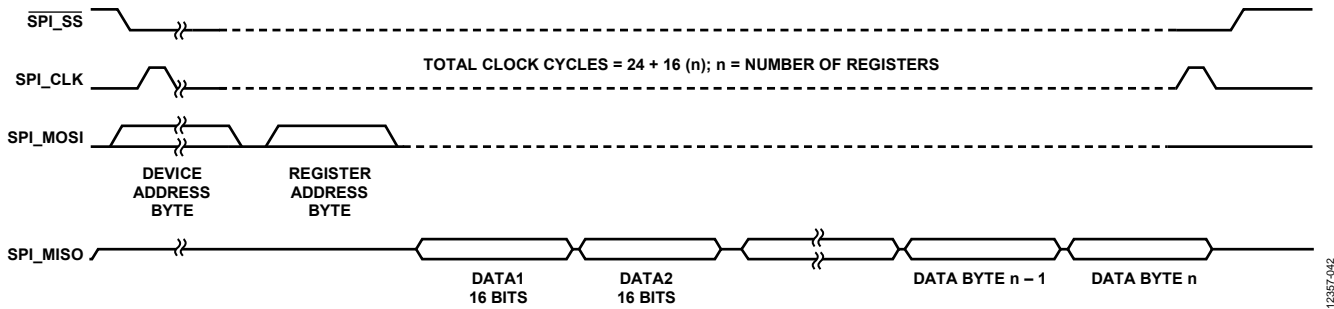 SPI_SS
SPI_CLK
TOTAL CLOCK CYCLES = 24 + 16 (n); n = NUMBER OF REGISTERS
SPI_MOSI
DEVICE
ADDRESS
BYTE
REGISTER
ADDRESS
BYTE
SPI_MISO
DATA1
16 BITS
DATA2
16 BITS
DATA BYTE n – 1
DATA BYTE n
12357-042